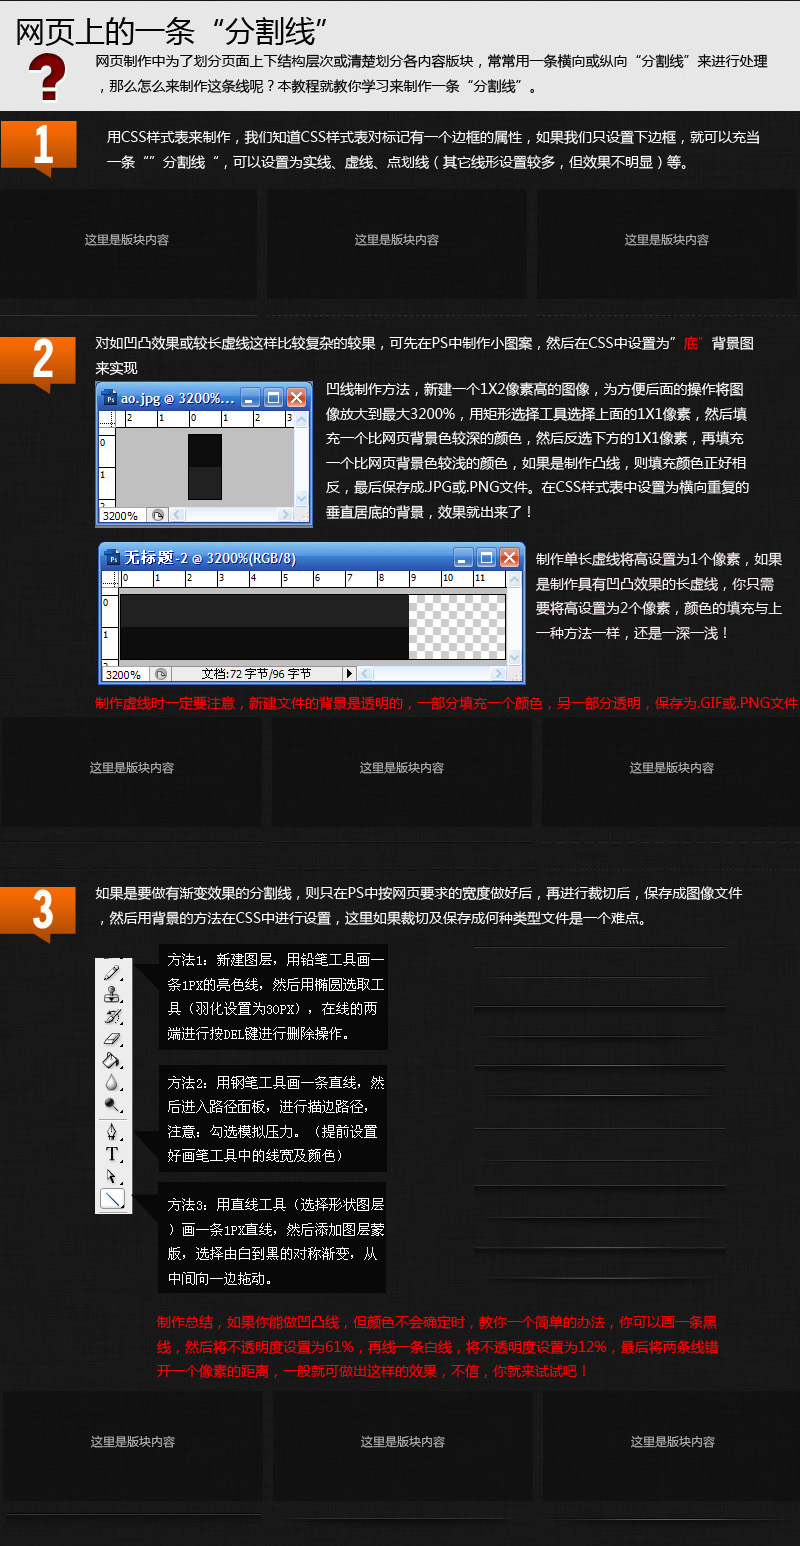 网页上的一条“分割线”
网页制作中为了划分页面上下结构层次或清楚划分各内容版块，常常用一条横向或纵向“分割线”来进行处理
，那么怎么来制作这条线呢？本教程就教你学习来制作一条“分割线”。
1
用CSS样式表来制作，我们知道CSS样式表对标记有一个边框的属性，如果我们只设置下边框，就可以充当
一条“”分割线“，可以设置为实线、虚线、点划线（其它线形设置较多，但效果不明显）等。
这里是版块内容 这里是版块内容 这里是版块内容
2
对如凹凸效果或较长虚线这样比较复杂的较果，可先在PS中制作小图案，然后在CSS中设置为”底”背景图
来实现
ao.jpg @ 3200%...
2 1 0 1 2 3
0
1
2
3200%
凹线制作方法，新建一个1X2像素高的图像，为方便后面的操作将图
像放大到最大3200%，用矩形选择工具选择上面的1X1像素，然后填
充一个比网页背景色较深的颜色，然后反选下方的1X1像素，再填充
一个比网页背景色较浅的颜色，如果是制作凸线，则填充颜色正好相
反，最后保存成.JPG或.PNG文件。在CSS样式表中设置为横向重复的
垂直居底的背景，效果就出来了！
无标题-2 @ 3200%(RGB/8)
0 1 2 3 4 5 6 7 8 9 10 11
0
1
3200% 文档:72 字节/96 字节
制作单长虚线将高设置为1个像素，如果
是制作具有凹凸效果的长虚线，你只需
要将高设置为2个像素，颜色的填充与上
一种方法一样，还是一深一浅！
制作虚线时一定要注意，新建文件的背景是透明的，一部分填充一个颜色，另一部分透明，保存为.GIF或.PNG文件
这里是版块内容 这里是版块内容 这里是版块内容
3
如果是要做有渐变效果的分割线，则只在PS中按网页要求的宽度做好后，再进行裁切后，保存成图像文件
，然后用背景的方法在CSS中进行设置，这里如果裁切及保存成何种类型文件是一个难点。
方法1：新建图层，用铅笔工具画一
条1PX的亮色线，然后用椭圆选取工
具（羽化设置为30PX），在线的两
端进行按DEL键进行删除操作。
方法2：用钢笔工具画一条直线，然
后进入路径面板，进行描边路径，
注意：勾选模拟压力。（提前设置
好画笔工具中的线宽及颜色）
方法3：用直线工具（选择形状图层
）画一条1PX直线，然后添加图层蒙
版，选择由白到黑的对称渐变，从
中间向一边拖动。
制作总结，如果你能做凹凸线，但颜色不会确定时，教你一个简单的办法，你可以画一条黑
线，然后将不透明度设置为61%，再线一条白线，将不透明度设置为12%，最后将两条线错
开一个像素的距离，一般就可做出这样的效果，不信，你就来试试吧！
这里是版块内容 这里是版块内容 这里是版块内容